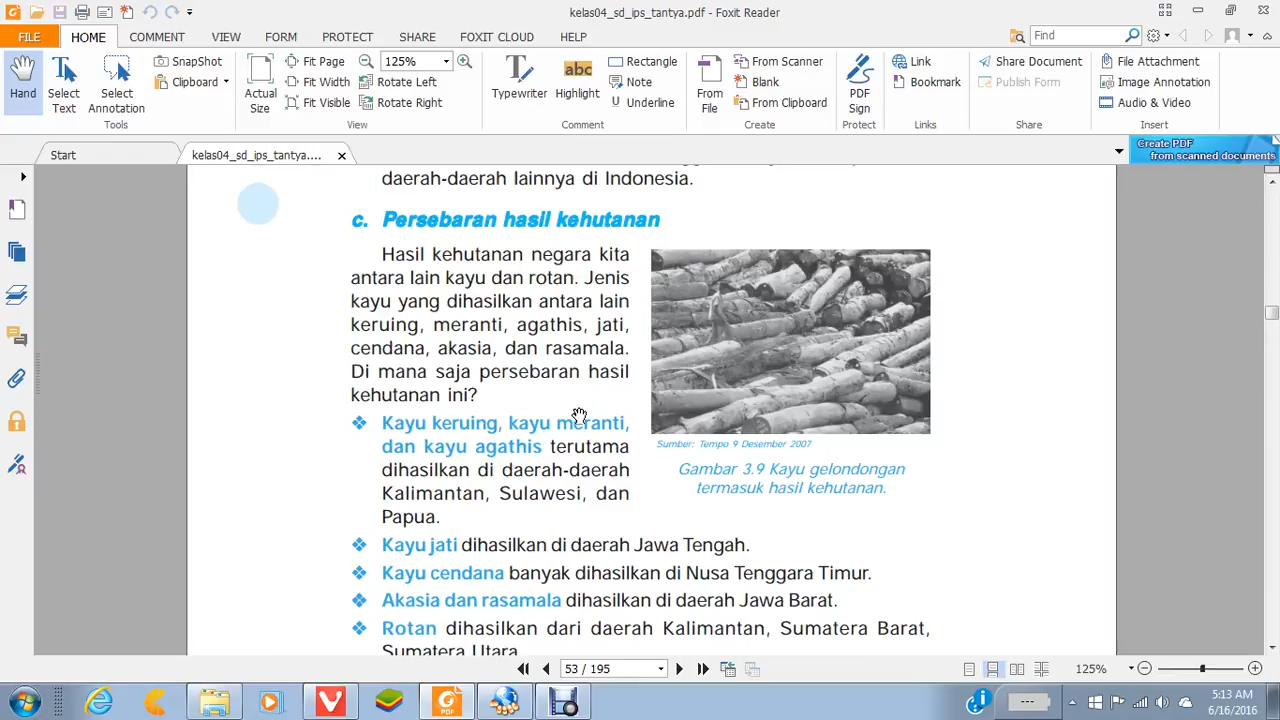 kelas04_sd_ips_tantya.pdf - Foxit Reader
FILE HOME COMMENT VIEW FORM PROTECT SHARE FOXIT CLOUD HELP Find
Hand
Select Text
Select Annotation
SnapShot
Clipboard
Tools
Actual Size
Fit Page
Fit Width
Fit Visible
125%
Rotate Left
Rotate Right
View
Typewriter
Highlight
Rectangle
Note
Underline
Comment
From File
From Scanner
Blank
From Clipboard
Create
PDF Sign
Protect
Link
Bookmark
Links
Share Document
Publish Form
Share
File Attachment
Image Annotation
Audio & Video
Insert
Start
kelas04_sd_ips_tantya....
Create PDF
from scanned documents
daerah-daerah lainnya di Indonesia.
c. Persebaran hasil kehutanan
Hasil kehutanan negara kita
antara lain kayu dan rotan. Jenis
kayu yang dihasilkan antara lain
keruing, meranti, agathis, jati,
cendana, akasia, dan rasamala.
Di mana saja persebaran hasil
kehutanan ini?
❖ Kayu keruing, kayu meranti,
dan kayu agathis terutama
dihasilkan di daerah-daerah
Kalimantan, Sulawesi, dan
Papua.
Sumber: Tempo 9 Desember 2007
Gambar 3.9 Kayu gelondongan
termasuk hasil kehutanan.
❖ Kayu jati dihasilkan di daerah Jawa Tengah.
❖ Kayu cendana banyak dihasilkan di Nusa Tenggara Timur.
❖ Akasia dan rasamala dihasilkan di daerah Jawa Barat.
❖ Rotan dihasilkan dari daerah Kalimantan, Sumatera Barat,
Sumatera Utara
53 / 195
125%
5:13 AM
6/16/2016